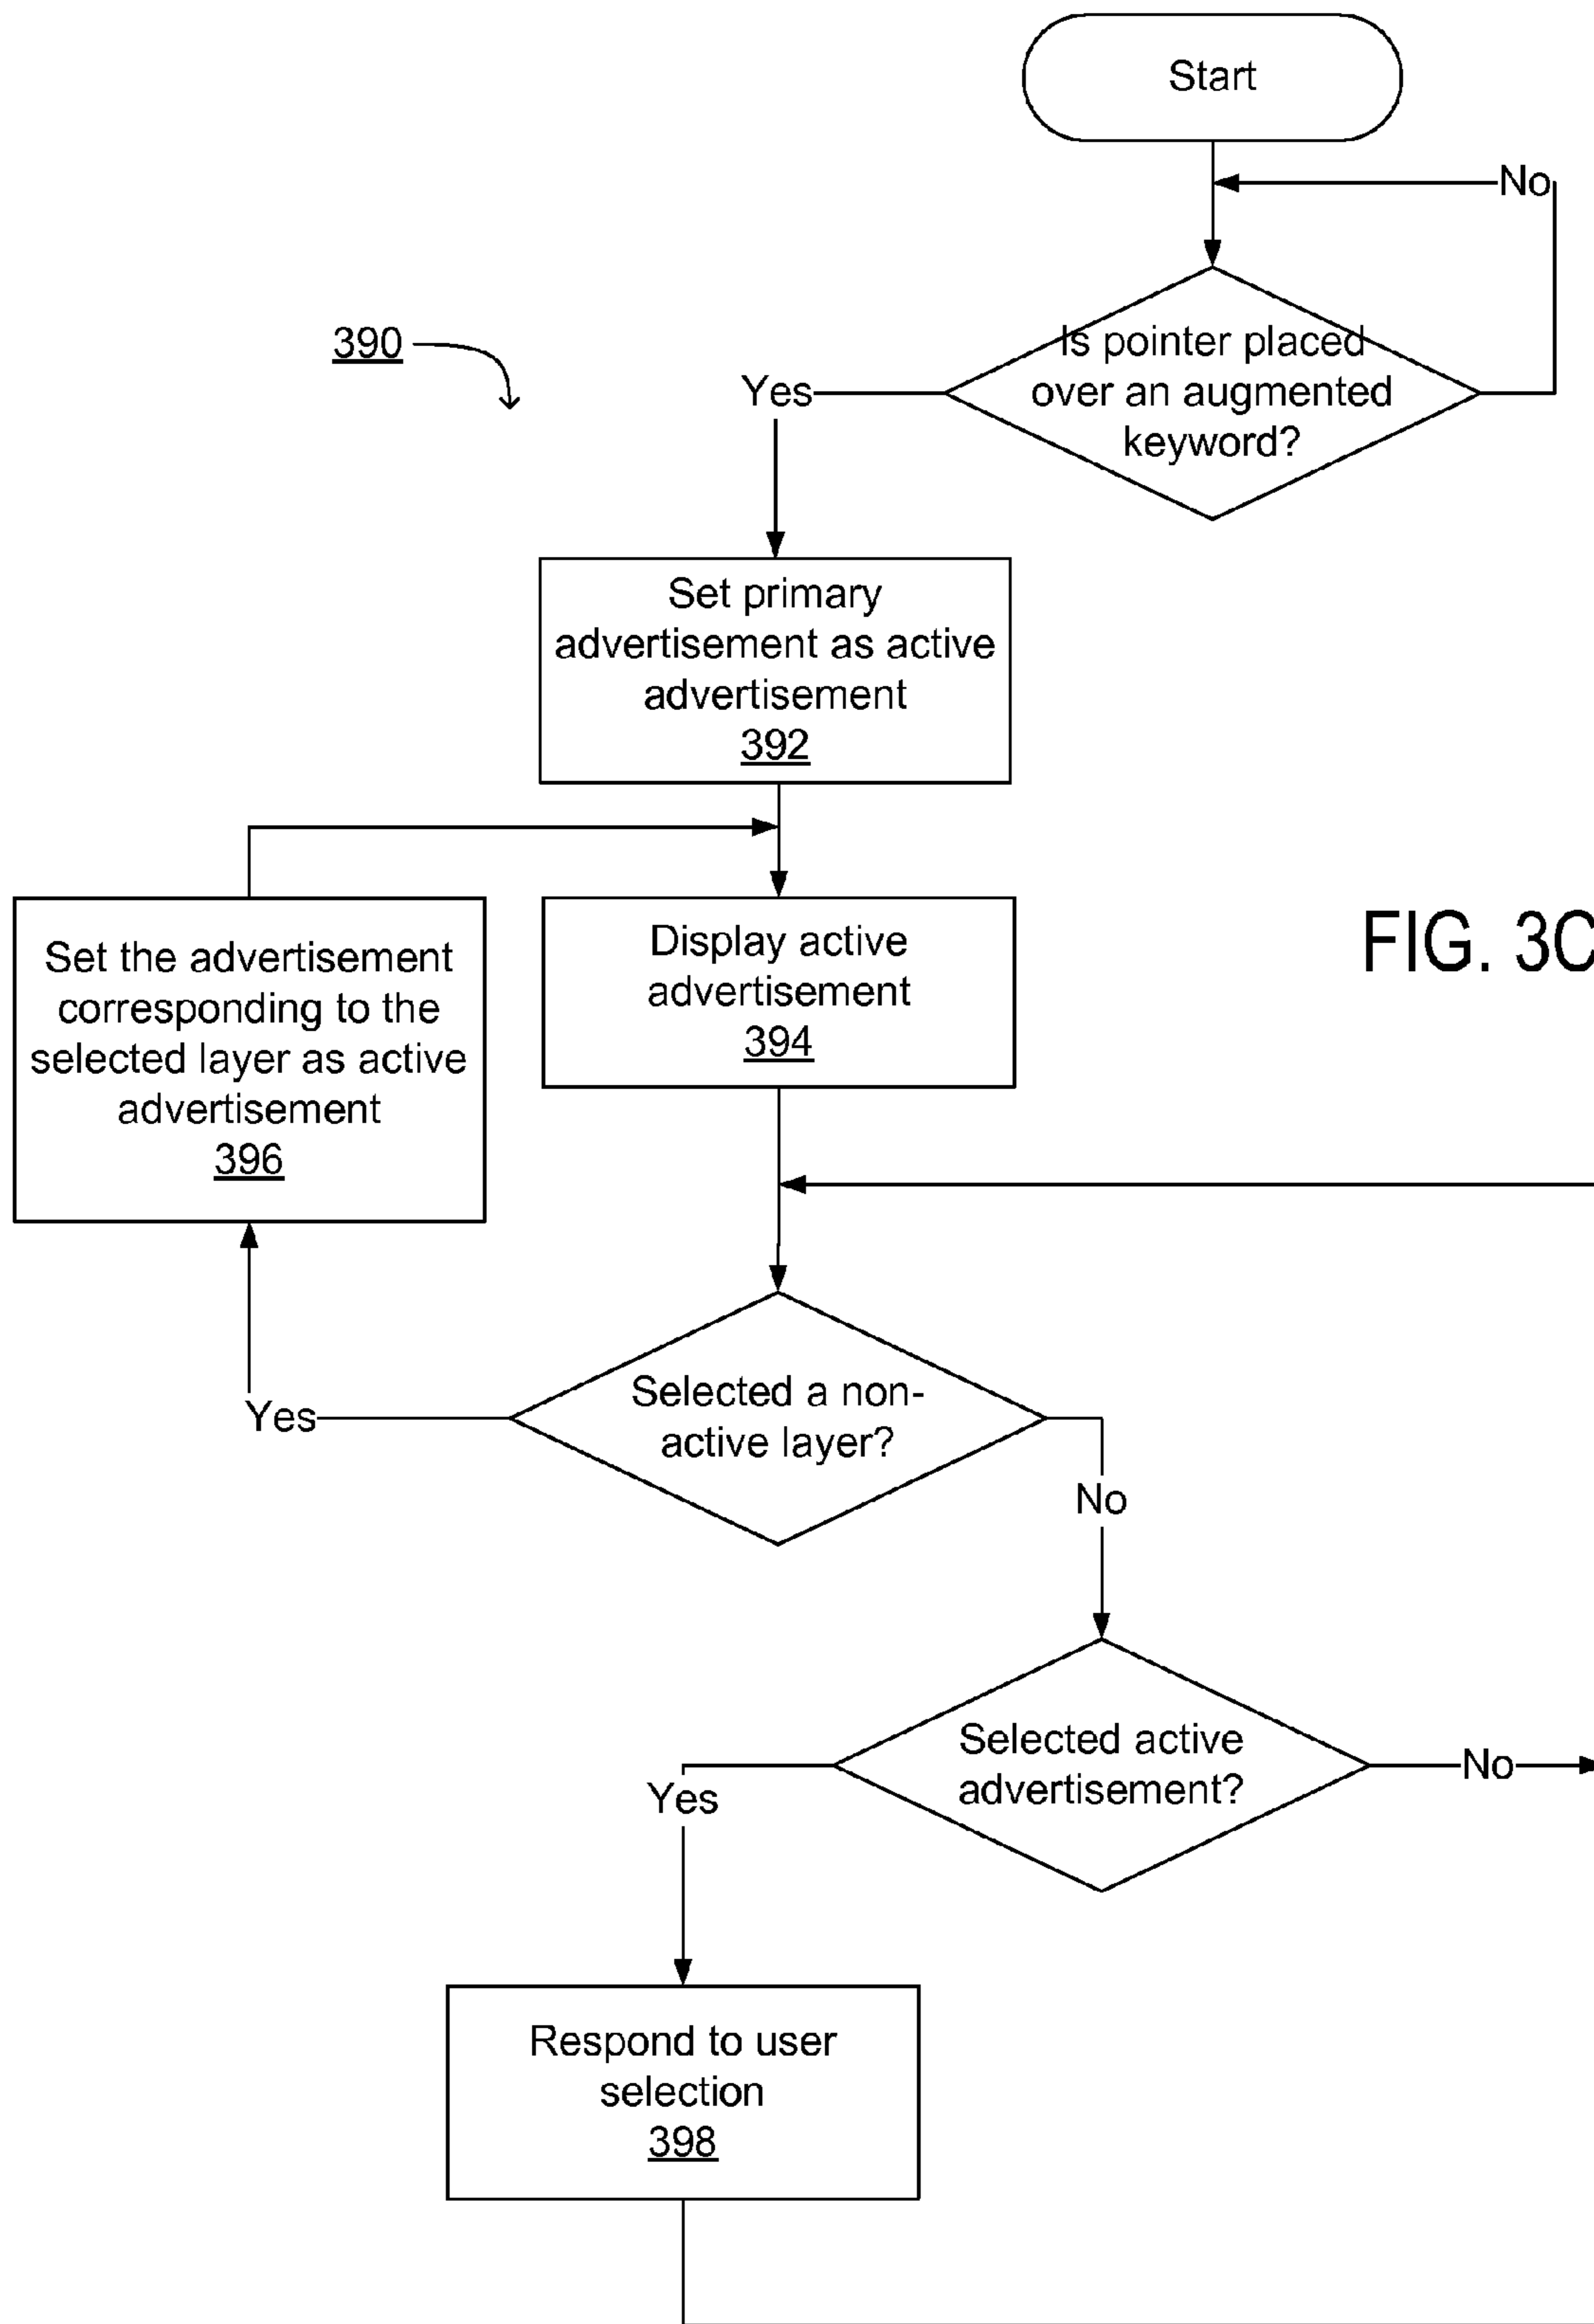 Start
No
390
Is pointer placed
over an augmented
keyword?
Yes
Set primary
advertisement as active
advertisement
392
Set the advertisement
corresponding to the
selected layer as active
advertisement
396
Display active
advertisement
394
FIG. 3C
Selected a non-
active layer?
Yes
No
Selected active
advertisement?
No
Yes
Respond to user
selection
398